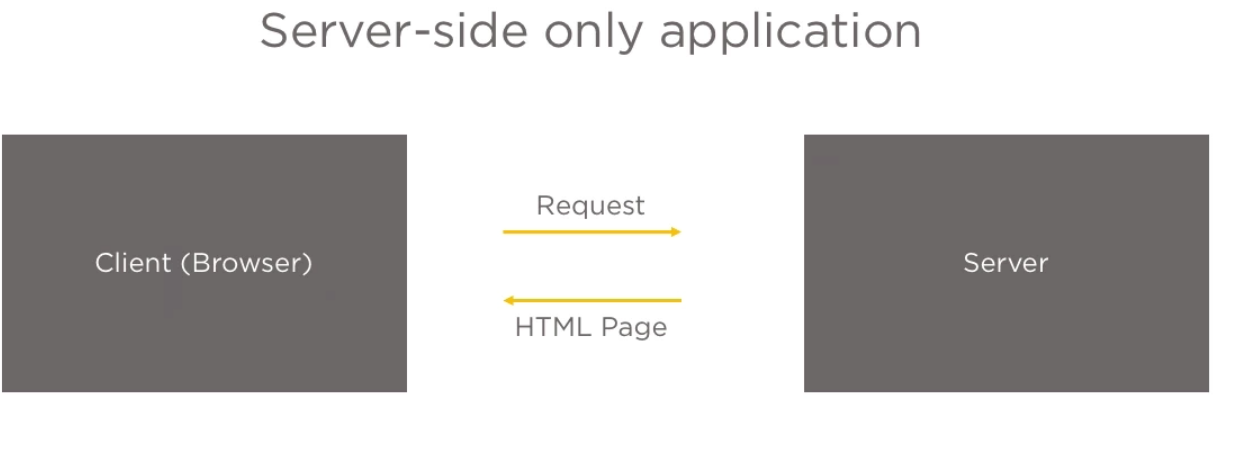 Server-side only application
Request
Client (Browser)
Server
HTML Page